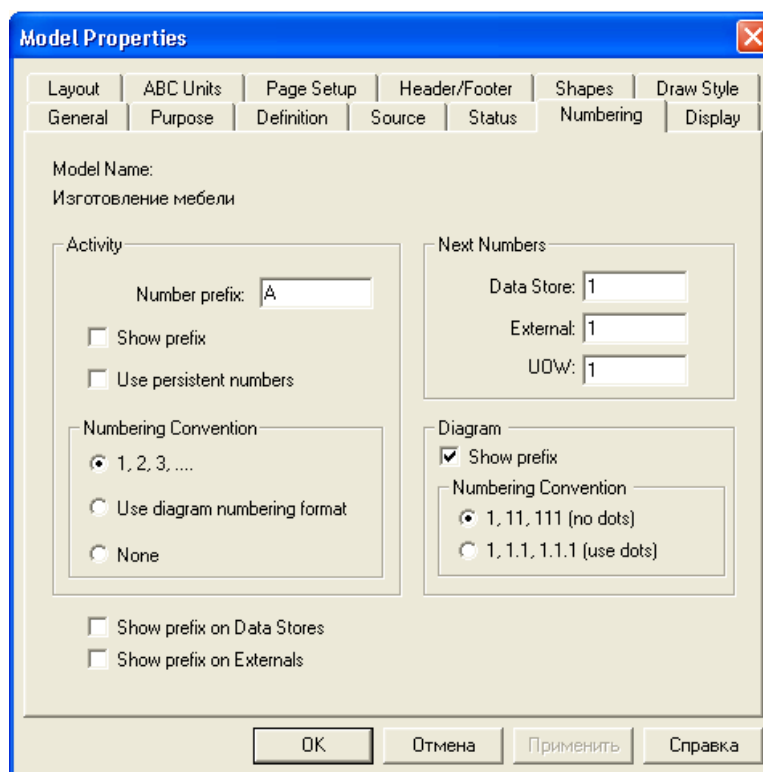 Model Properties
Layout ABC Units Page Setup Header/Footer Shapes Draw Style
General Purpose Definition Source Status Numbering Display
Model Name:
Изготовление мебели
Activity
Number prefix: A
Show prefix
Use persistent numbers
Numbering Convention
1, 2, 3, ....
Use diagram numbering format
None
Next Numbers
Data Store: 1
External: 1
UOW: 1
Diagram
Show prefix
Numbering Convention
1, 11, 111 (no dots)
1, 1.1, 1.1.1 (use dots)
Show prefix on Data Stores
Show prefix on Externals
OK Отмена Применить Справка